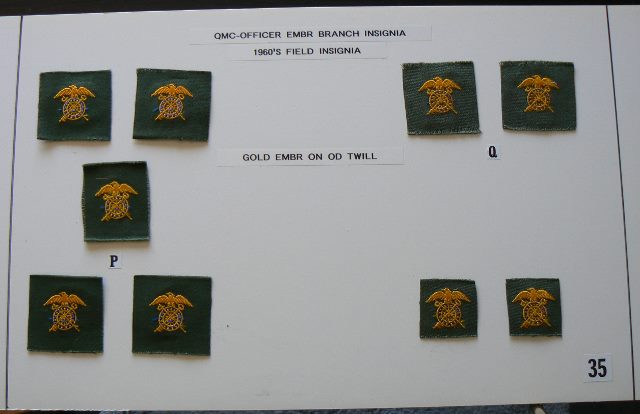 QMC-OFFICER EMBR BRANCH INSIGNIA
1960'S FIELD INSIGNIA
GOLD EMBR ON OD TWILL
Q
P
35